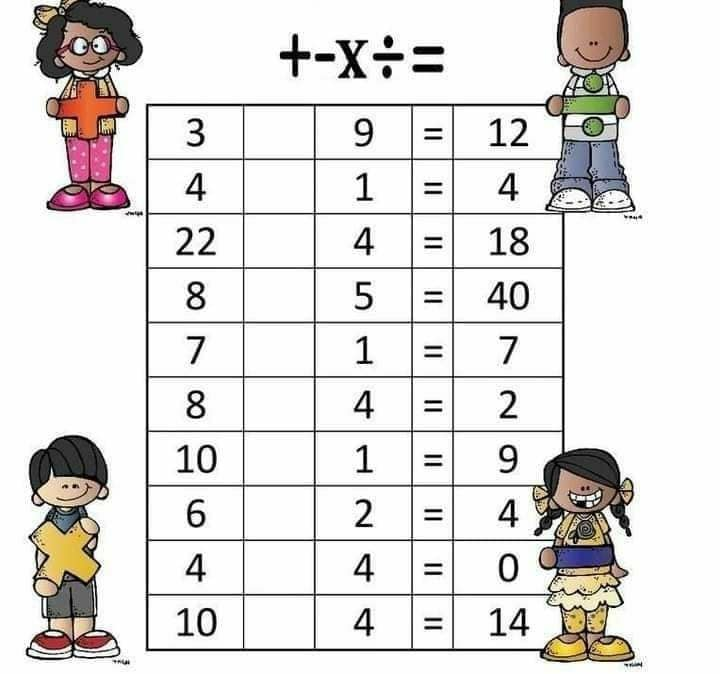 +-x÷=
3 9 = 12
4 1 = 4
22 4 = 18
8 5 = 40
7 1 = 7
8 4 = 2
10 1 = 9
6 2 = 4
4 4 = 0
10 4 = 14